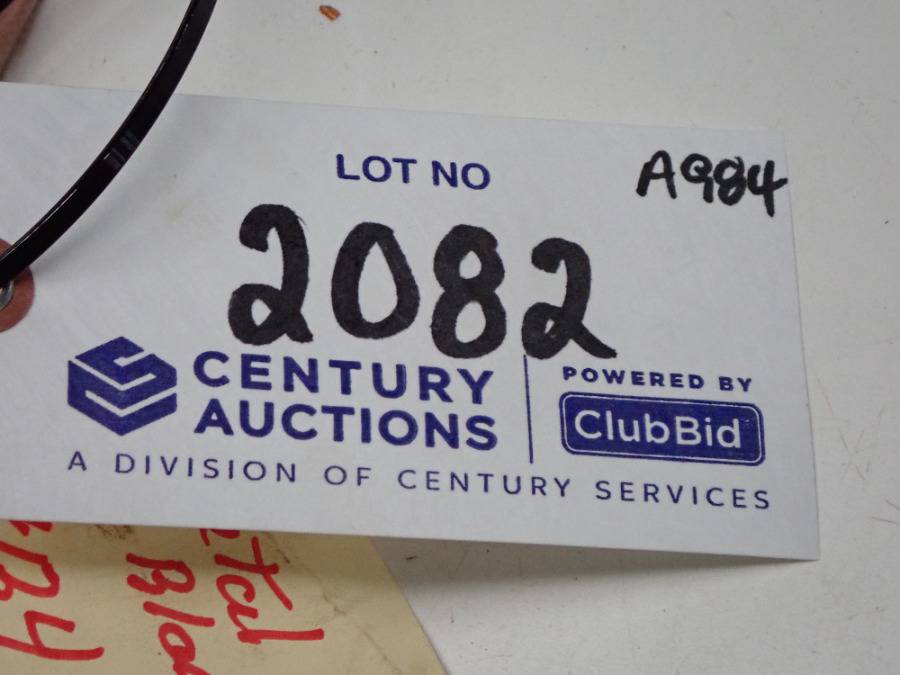 LOT NO
A984
2082
CENTURY AUCTIONS
POWERED BY
ClubBid
A DIVISION OF CENTURY SERVICES